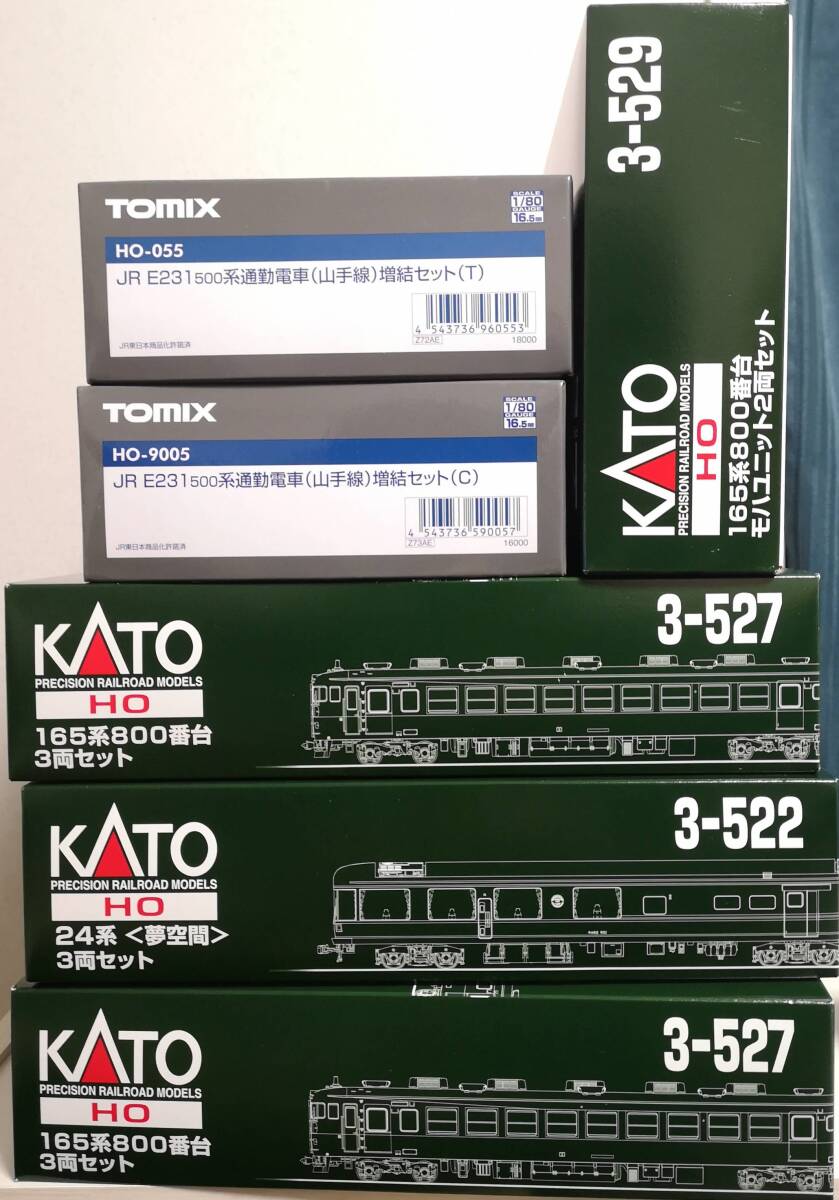 TOMIX
SCALE
1/80
GAUGE
16.5mm
HO-055
JR E231 500系通勤電車(山手線)増結セット(T)
4 543736 960553
Z72AE 18000
JR東日本商品化許諾済
TOMIX
SCALE
1/80
GAUGE
16.5mm
HO-9005
JR E231 500系通勤電車(山手線)増結セット(C)
4 543736 590057
Z73AE 16000
JR東日本商品化許諾済
3-529
KATO
PRECISION RAILROAD MODELS
HO
165系800番台
モハユニット2両セット
KATO
PRECISION RAILROAD MODELS
HO
165系800番台
3両セット
3-527
KATO
PRECISION RAILROAD MODELS
HO
24系〈夢空間〉
3両セット
3-522
KATO
PRECISION RAILROAD MODELS
HO
165系800番台
3両セット
3-527